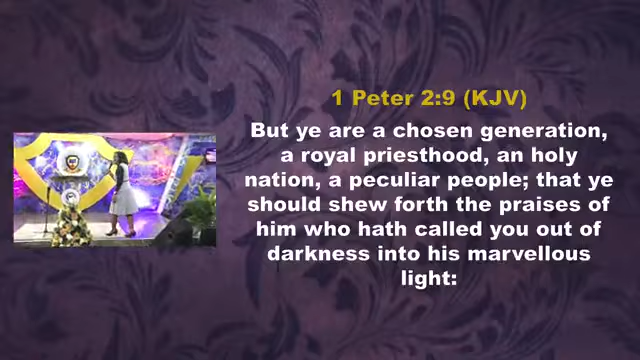 1 Peter 2:9 (KJV)
But ye are a chosen generation,
a royal priesthood, an holy
nation, a peculiar people; that ye
should shew forth the praises of
him who hath called you out of
darkness into his marvellous
light: